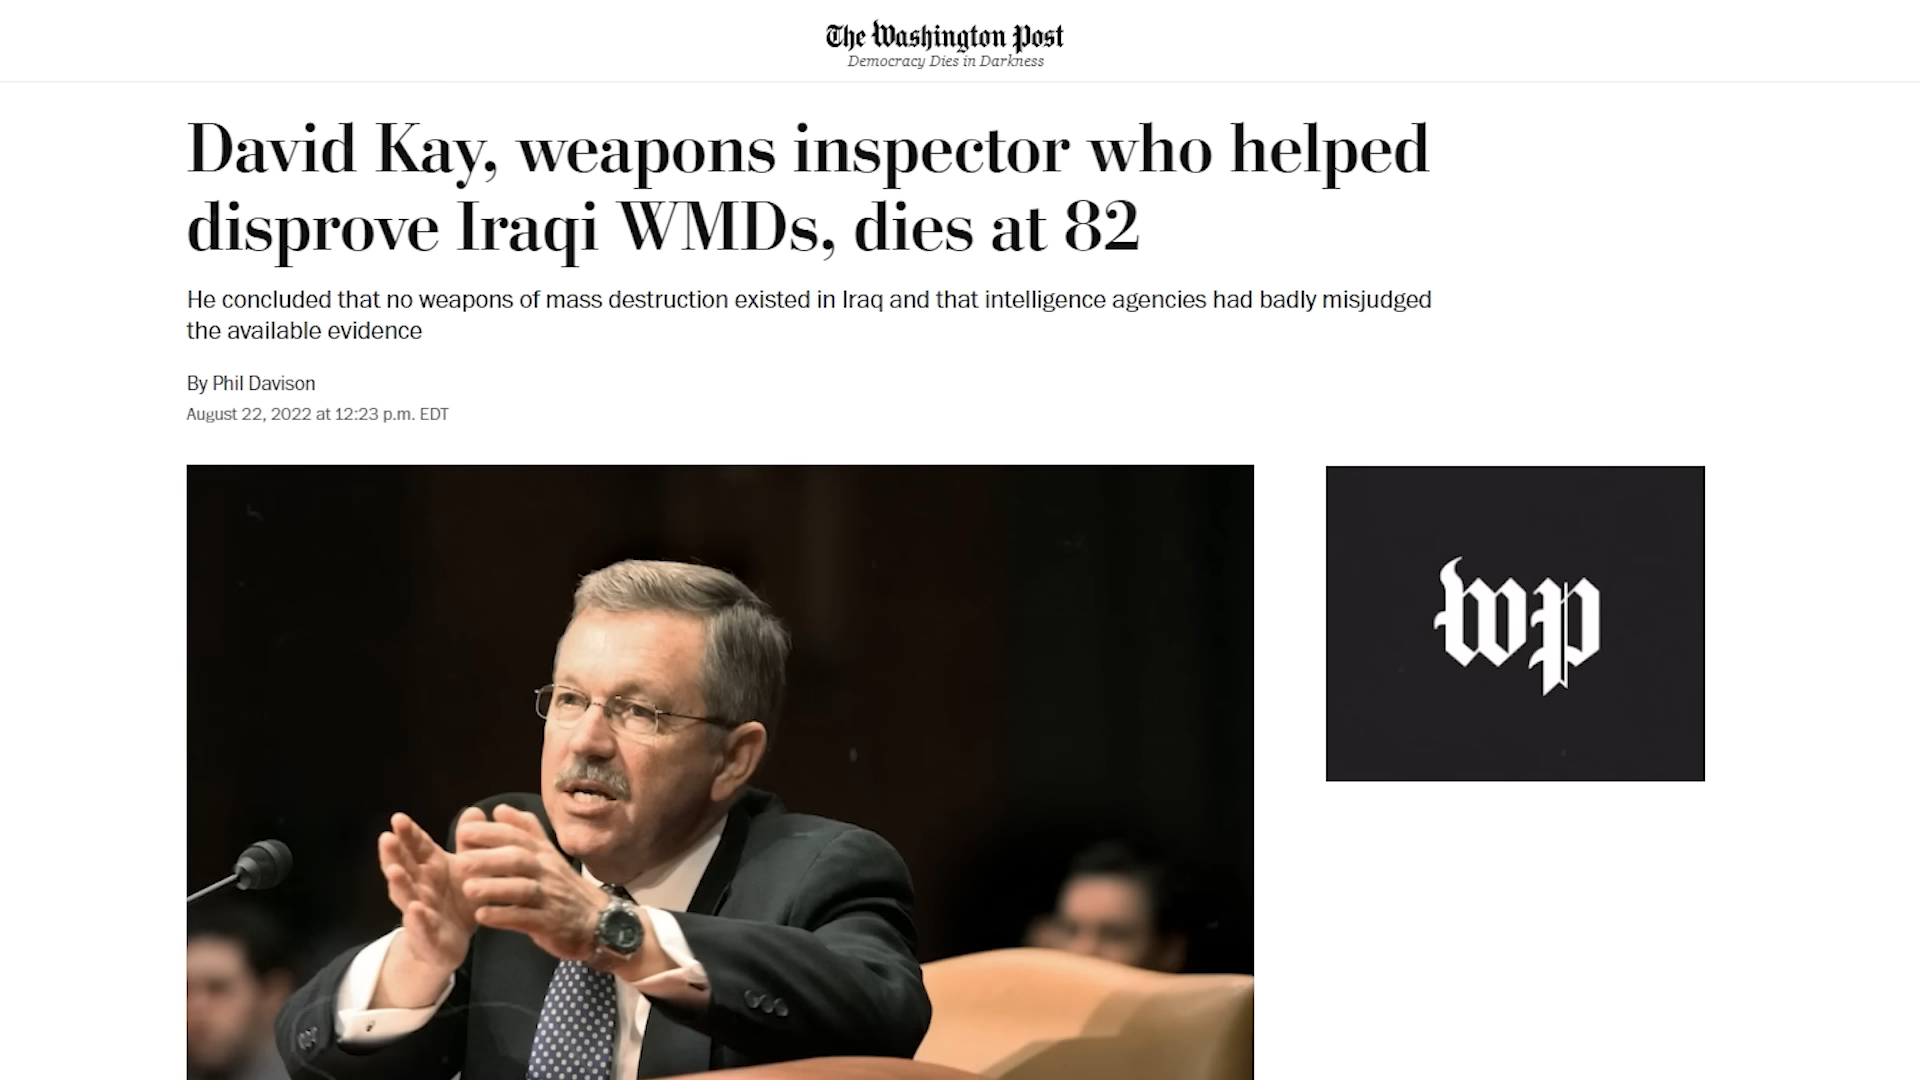 The Washington Post
Democracy Dies in Darkness
David Kay, weapons inspector who helped
disprove Iraqi WMDs, dies at 82
He concluded that no weapons of mass destruction existed in Iraq and that intelligence agencies had badly misjudged
the available evidence
By Phil Davison
August 22, 2022 at 12:23 p.m. EDT
wp